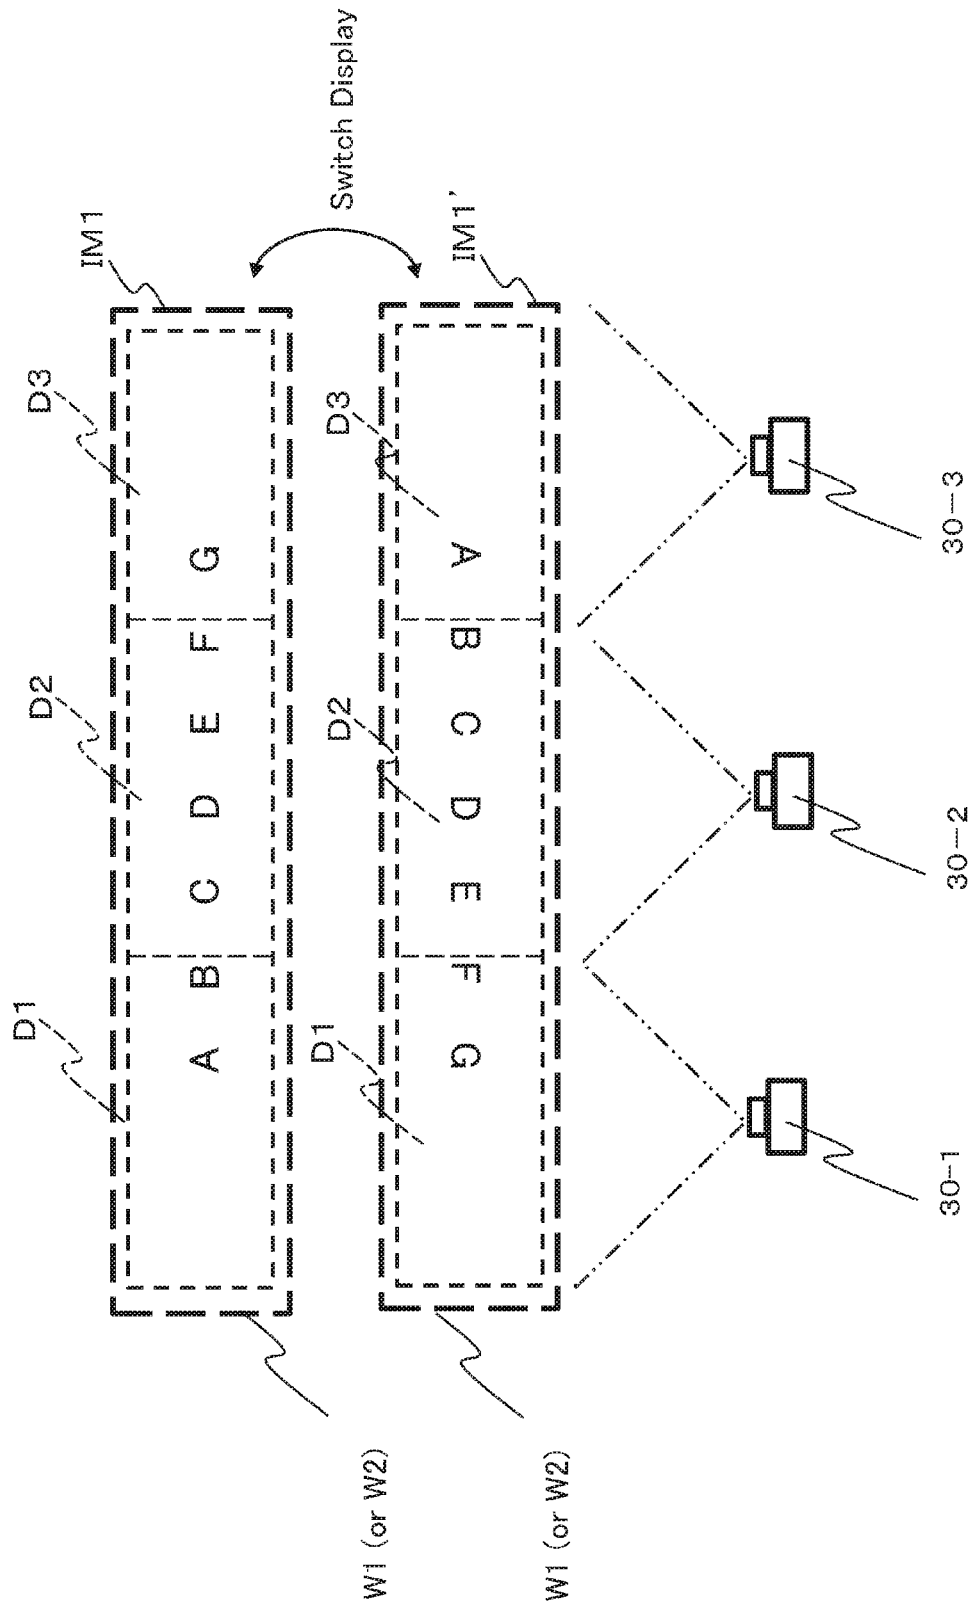 D1
D2
D3
IM1
A B C D E F G
W1 (or W2)
Switch Display
D1
D2
D3
IM1'
A B C D E F G
W1 (or W2)
30-1
30-2
30-3